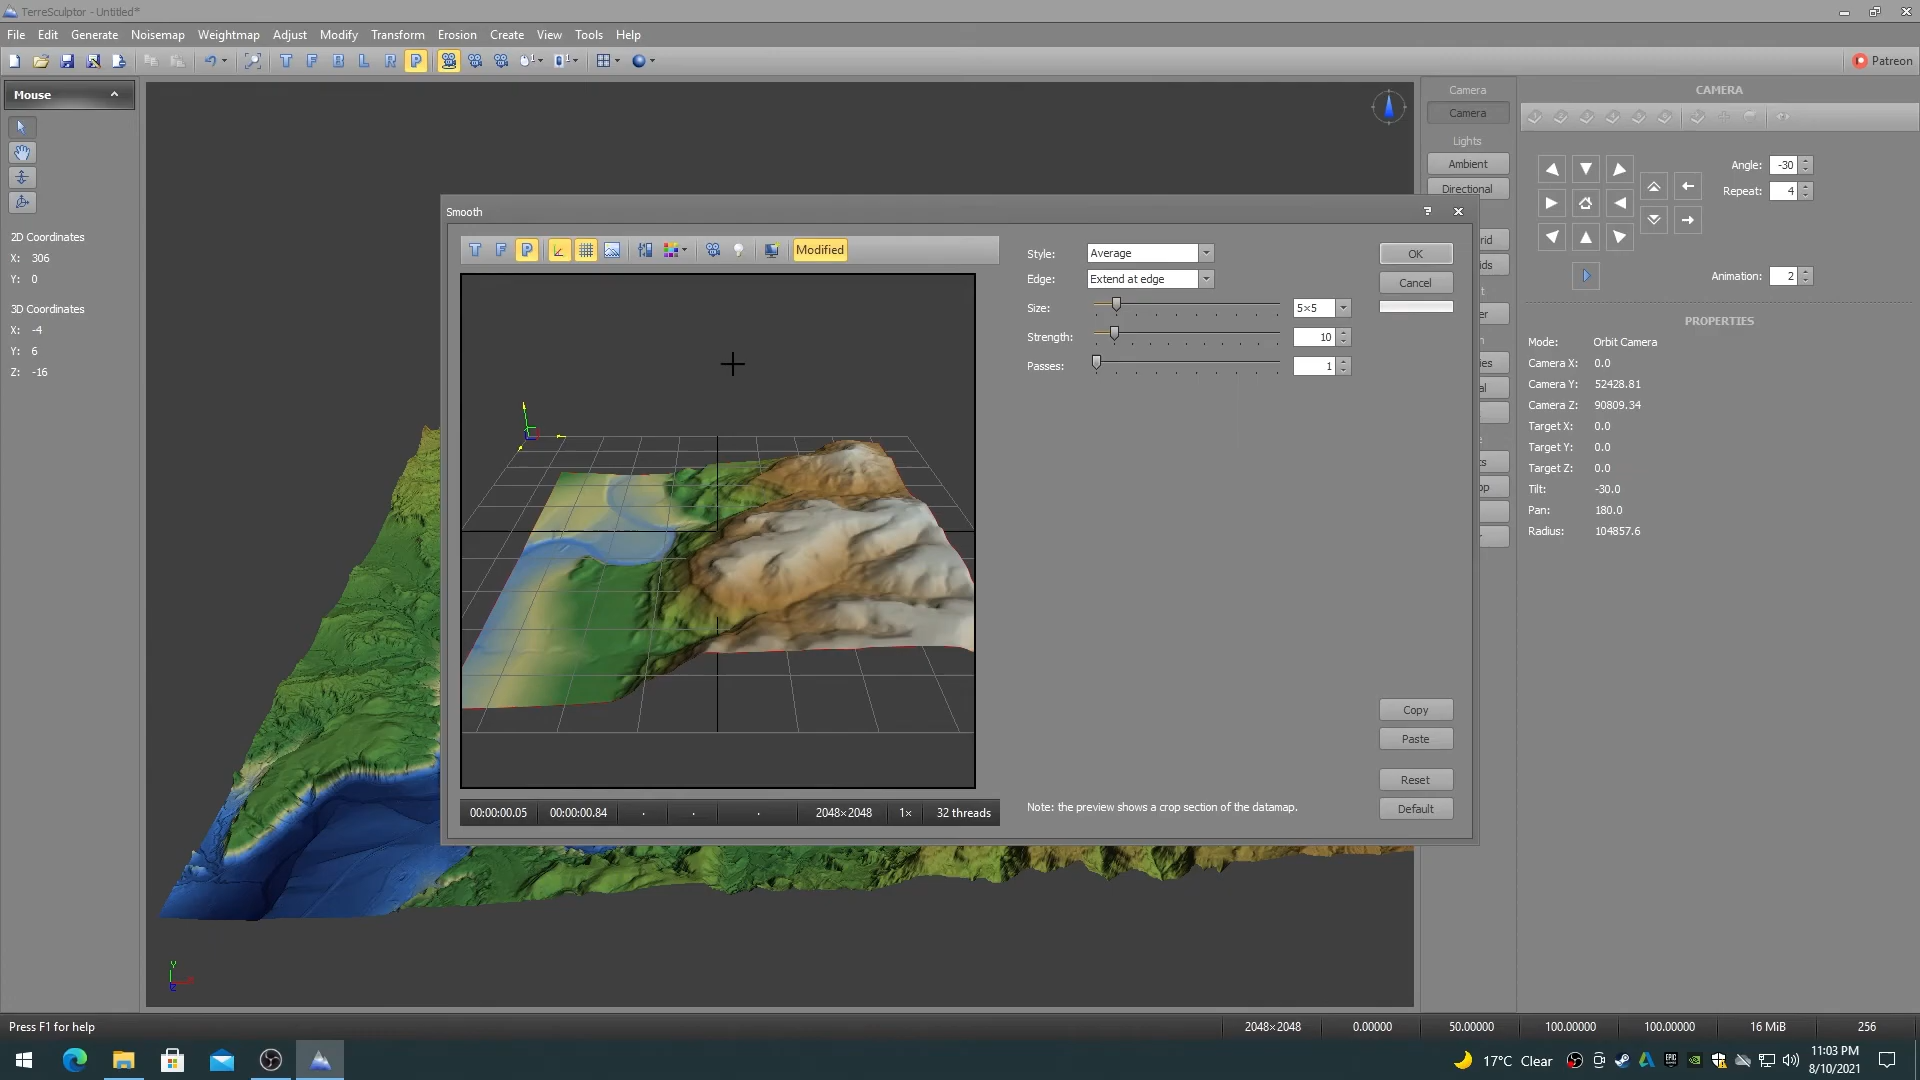 TerreSculptor - Untitled*
File Edit Generate Noisemap Weightmap Adjust Modify Transform Erosion Create View Tools Help
T F B L R P
Patreon
Mouse
2D Coordinates
X: 306
Y: 0
3D Coordinates
X: -4
Y: 6
Z: -16
Smooth
T F P Modified
Style: Average
Edge: Extend at edge
Size: 5×5
Strength: 10
Passes: 1
OK
Cancel
Copy
Paste
Reset
Default
Note: the preview shows a crop section of the datamap.
00:00:00.05 00:00:00.84 . . . 2048×2048 1× 32 threads
Camera
Camera
Lights
Ambient
Directional
CAMERA
Angle: -30
Repeat: 4
Animation: 2
PROPERTIES
Mode: Orbit Camera
Camera X: 0.0
Camera Y: 52428.81
Camera Z: 90809.34
Target X: 0.0
Target Y: 0.0
Target Z: 0.0
Tilt: -30.0
Pan: 180.0
Radius: 104857.6
Press F1 for help
2048×2048 0.00000 50.00000 100.00000 100.00000 16 MiB 256
17°C Clear
11:03 PM
8/10/2021